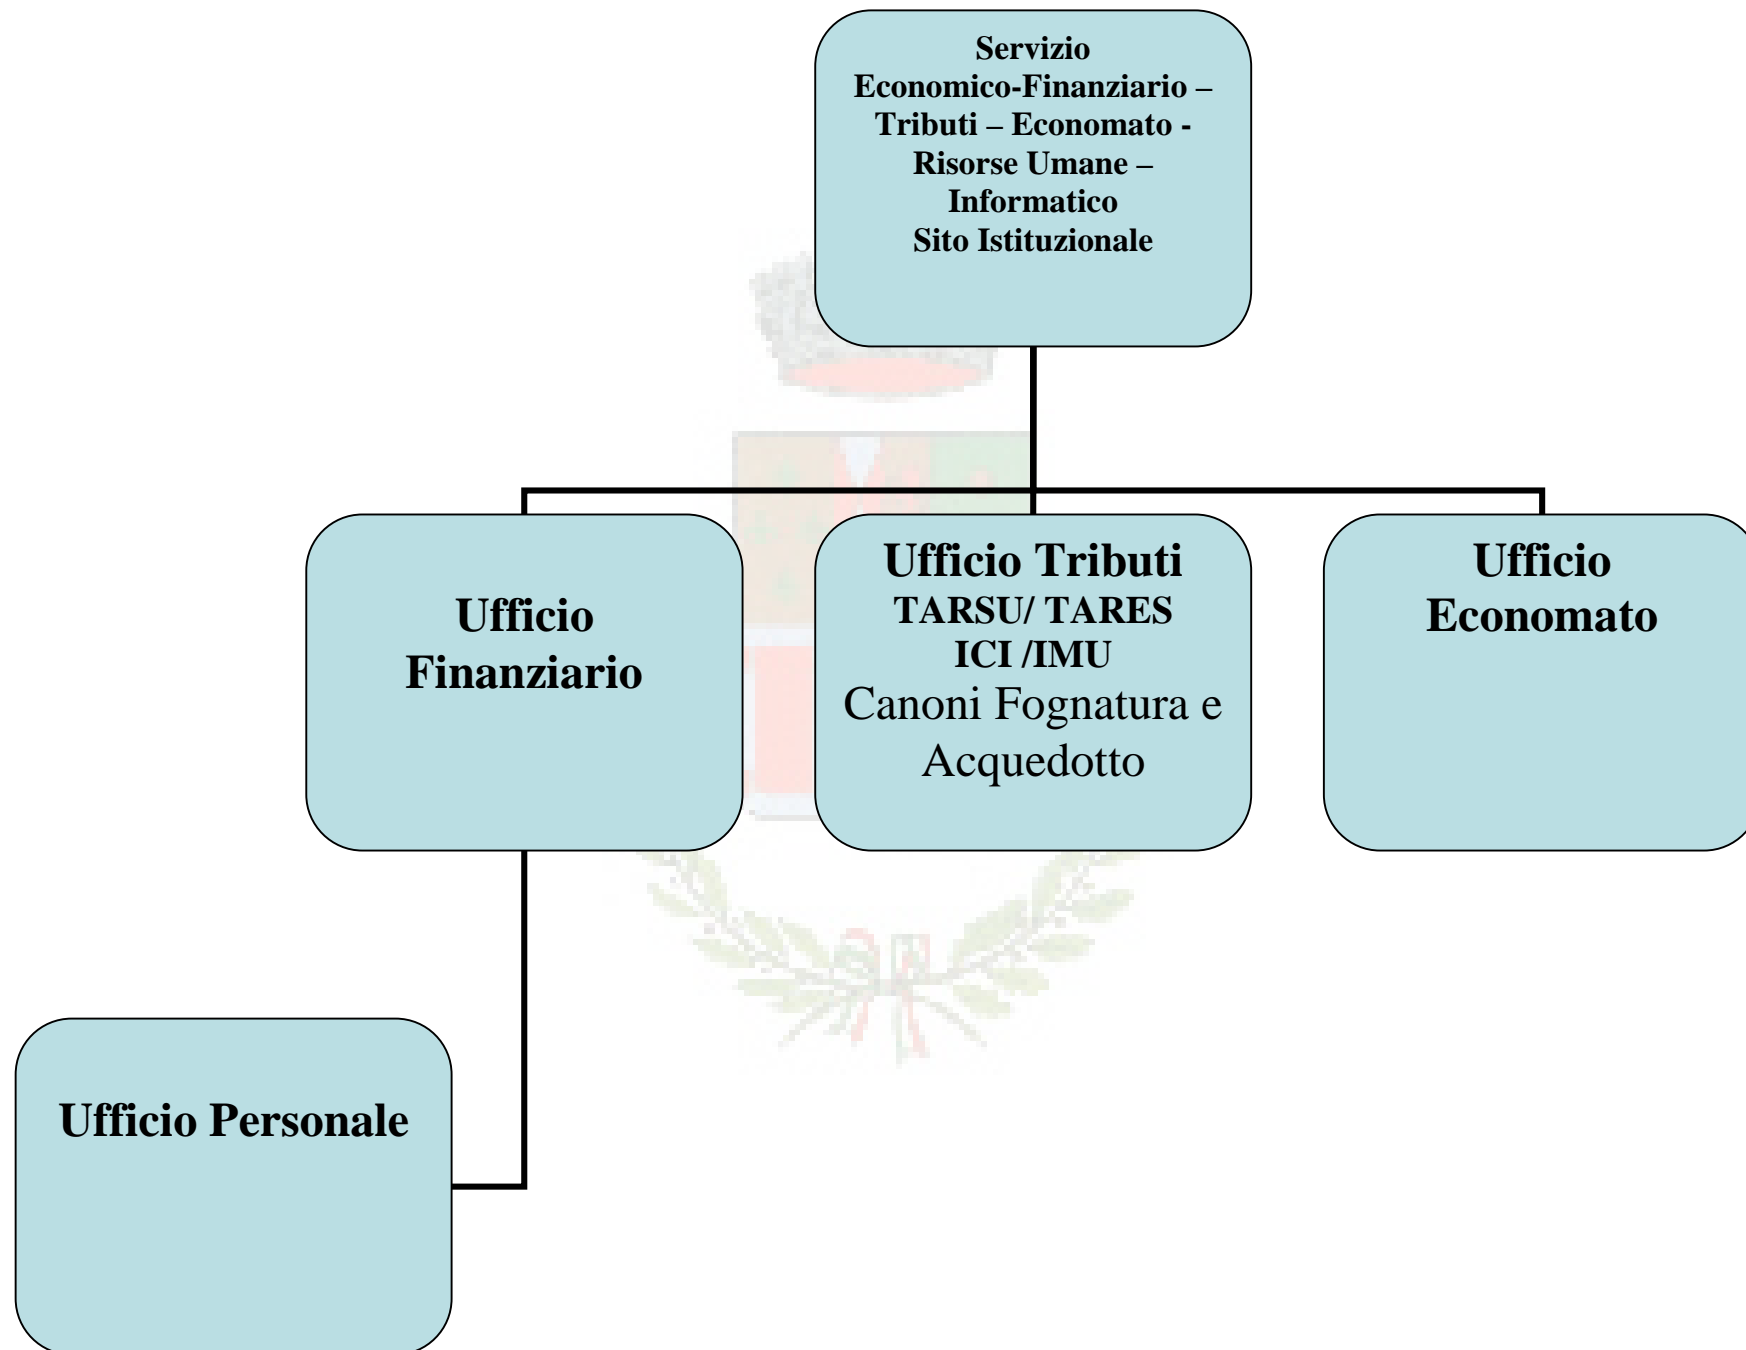 Servizio
Economico-Finanziario –
Tributi – Economato -
Risorse Umane –
Informatico
Sito Istituzionale
Ufficio
Finanziario
Ufficio Tributi
TARSU/ TARES
ICI /IMU
Canoni Fognatura e
Acquedotto
Ufficio
Economato
Ufficio Personale